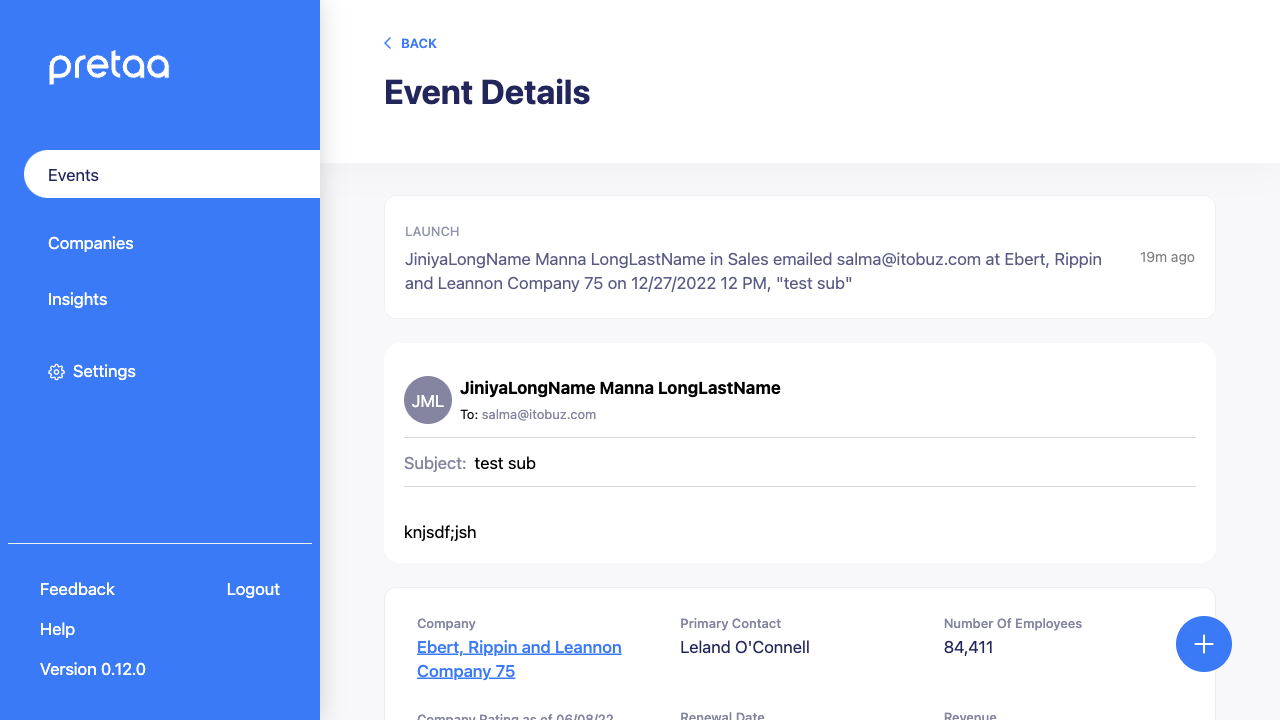 pretaa
Events
Companies
Insights
Settings
Feedback
Logout
Help
Version 0.12.0
BACK
Event Details
LAUNCH
JiniyaLongName Manna LongLastName in Sales emailed salma@itobuz.com at Ebert, Rippin
and Leannon Company 75 on 12/27/2022 12 PM, "test sub"
19m ago
JML
JiniyaLongName Manna LongLastName
To: salma@itobuz.com
Subject: test sub
knjsdf;jsh
Company
Ebert, Rippin and Leannon
Company 75
Primary Contact
Leland O'Connell
Number Of Employees
84,411
Company Rating as of 06/08/22
Renewal Date
Revenue